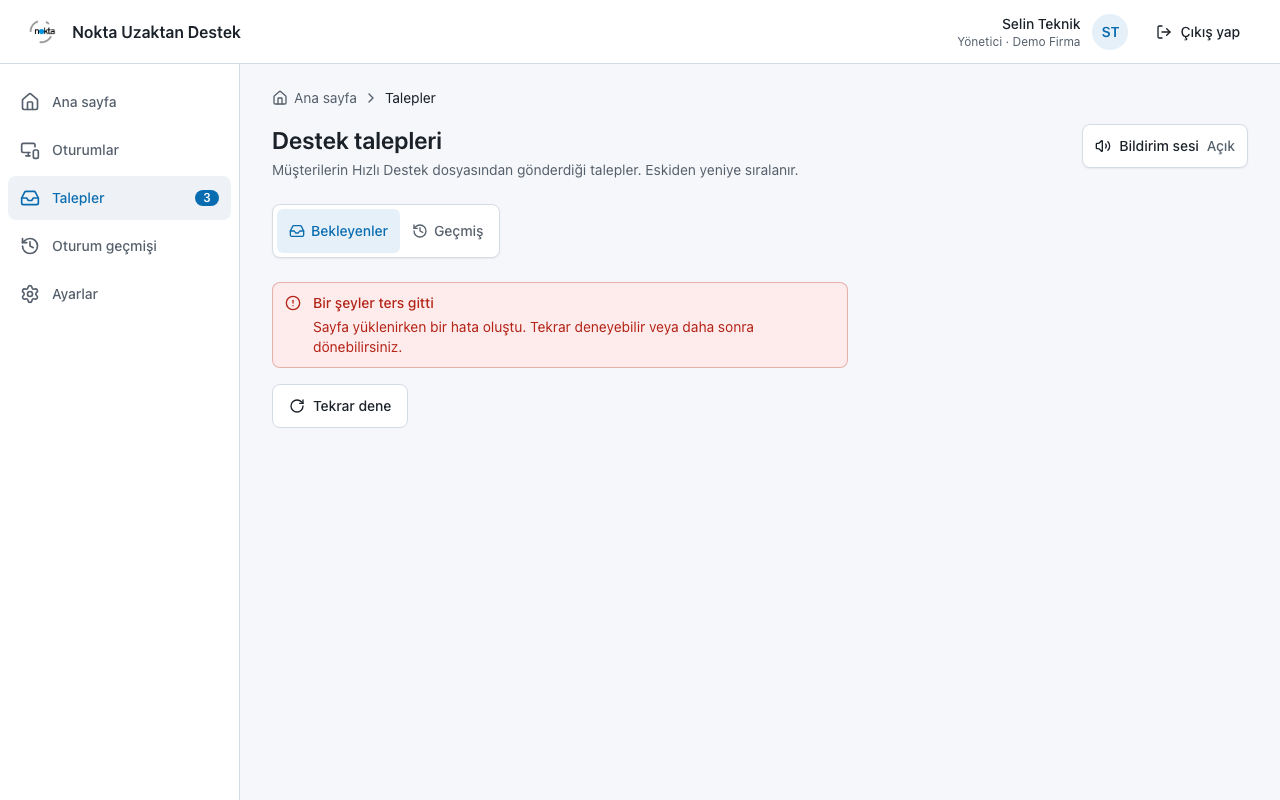 nokta
Nokta Uzaktan Destek
Selin Teknik
Yönetici · Demo Firma
ST
Çıkış yap
Ana sayfa
Oturumlar
Talepler
3
Oturum geçmişi
Ayarlar
Ana sayfa
Talepler
Destek talepleri
Müşterilerin Hızlı Destek dosyasından gönderdiği talepler. Eskiden yeniye sıralanır.
Bildirim sesi Açık
Bekleyenler
Geçmiş
Bir şeyler ters gitti
Sayfa yüklenirken bir hata oluştu. Tekrar deneyebilir veya daha sonra
dönebilirsiniz.
Tekrar dene